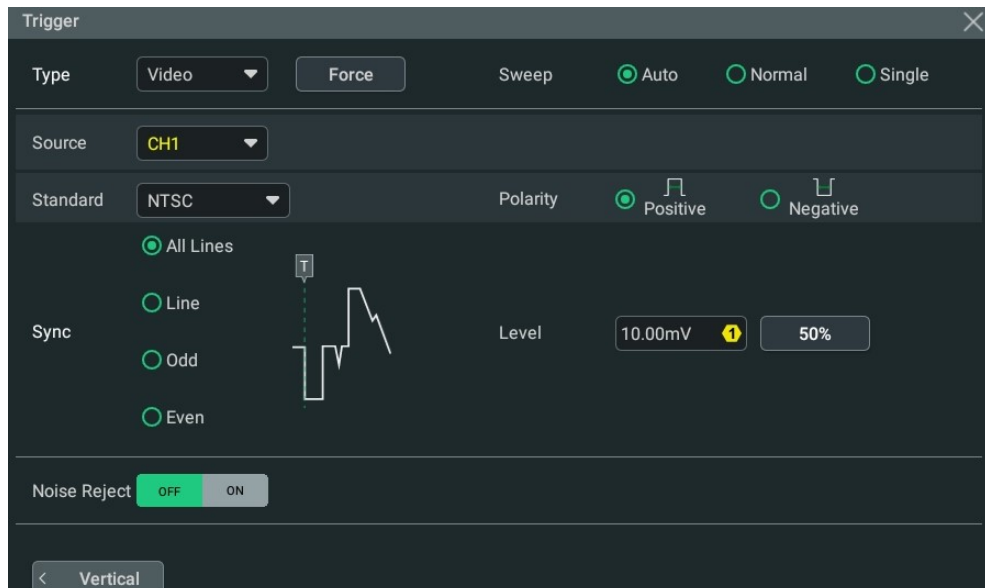 Trigger
Type Video Force Sweep Auto Normal Single
Source CH1
Standard NTSC Polarity Positive Negative
All Lines
T
Line
Sync Level 10.00mV 1 50%
Odd
Even
Noise Reject OFF ON
< Vertical